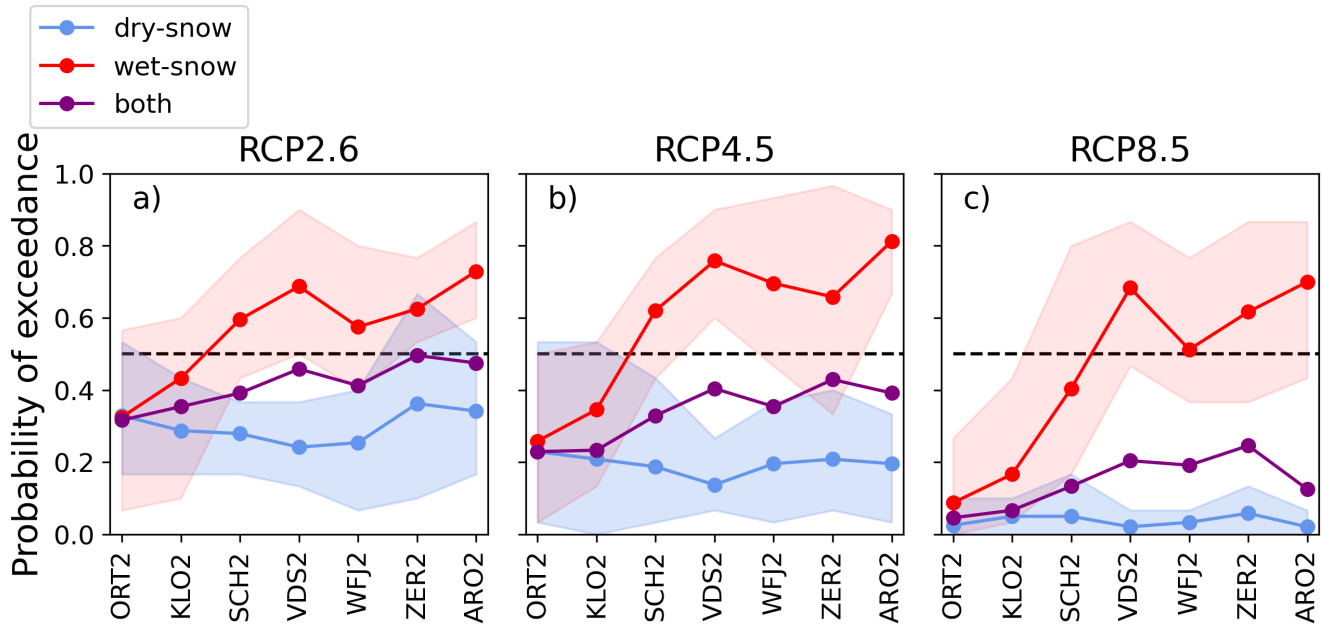 dry-snow
wet-snow
both
Probability of exceedance
RCP2.6
a)
1.0
0.8
0.6
0.4
0.2
0.0
ORT2
KLO2
SCH2
VDS2
WFJ2
ZER2
ARO2
RCP4.5
b)
ORT2
KLO2
SCH2
VDS2
WFJ2
ZER2
ARO2
RCP8.5
c)
ORT2
KLO2
SCH2
VDS2
WFJ2
ZER2
ARO2